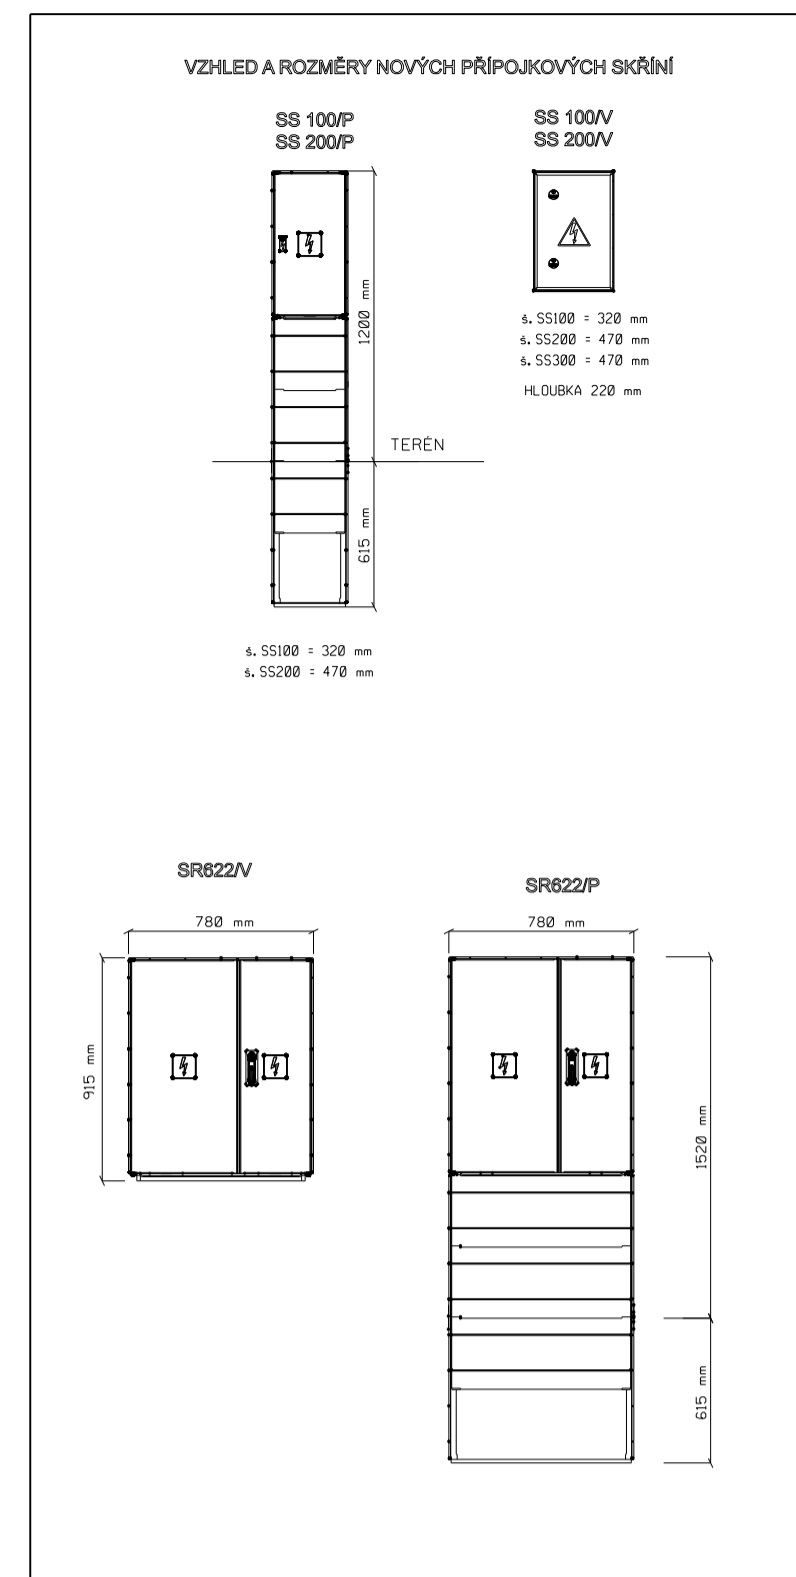 VZHLED A ROZMĚRY NOVÝCH PŘÍPOJKOVÝCH SKŘÍNÍ
SS 100/P
SS 200/P
1200 mm
TERÉN
615 mm
š. SS100 = 320 mm
š. SS200 = 470 mm
SS 100/V
SS 200/V
š. SS100 = 320 mm
š. SS200 = 470 mm
š. SS300 = 470 mm
HLOUBKA 220 mm
SR622/V
780 mm
915 mm
SR622/P
780 mm
1520 mm
615 mm